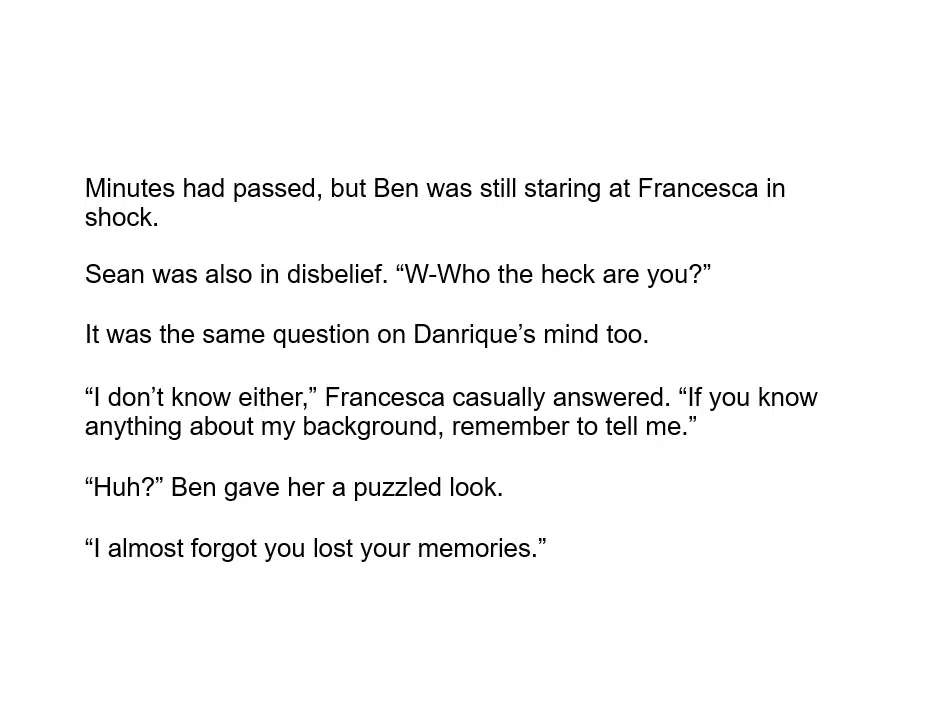 Minutes had passed, but Ben was still staring at Francesca in
shock.
Sean was also in disbelief. “W-Who the heck are you?”
It was the same question on Danrique’s mind too.
“I don’t know either,” Francesca casually answered. “If you know
anything about my background, remember to tell me.”
“Huh?” Ben gave her a puzzled look.
“I almost forgot you lost your memories.”